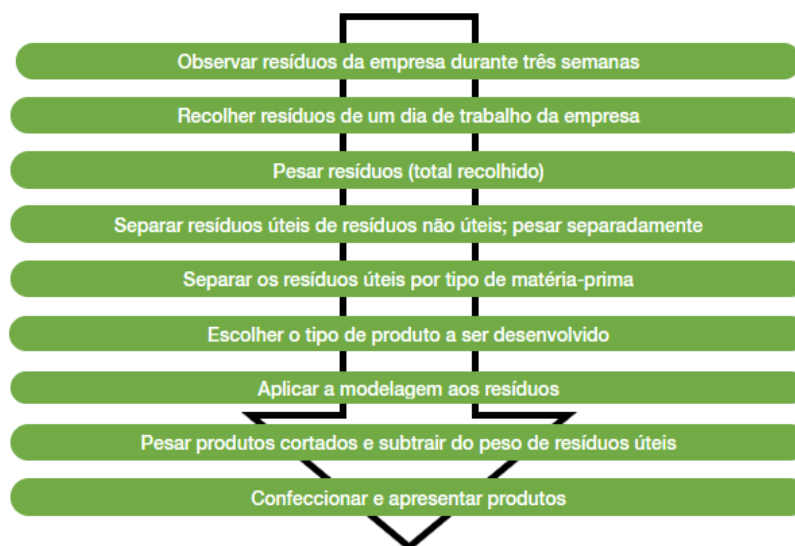 Observar resíduos da empresa durante três semanas
Recolher resíduos de um dia de trabalho da empresa
Pesar resíduos (total recolhido)
Separar resíduos úteis de resíduos não úteis; pesar separadamente
Separar os resíduos úteis por tipo de matéria-prima
Escolher o tipo de produto a ser desenvolvido
Aplicar a modelagem aos resíduos
Pesar produtos cortados e subtrair do peso de resíduos úteis
Confeccionar e apresentar produtos